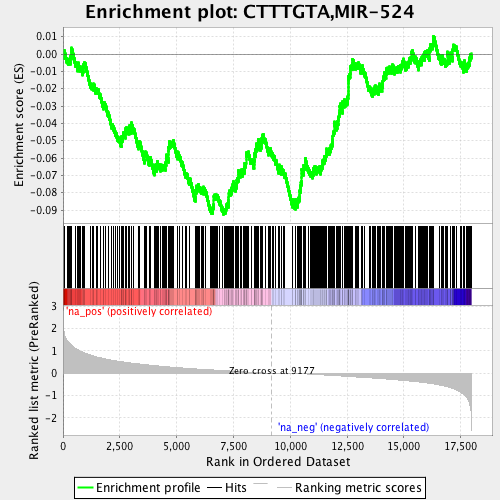 Enrichment plot: CTTTGTA,MIR-524
Enrichment score (ES)
0.01
0.00
-0.01
-0.02
-0.03
-0.04
-0.05
-0.06
-0.07
-0.08
-0.09
'na_pos' (positively correlated)
Ranked list metric (PreRanked)
3
2
1
0
-1
-2
Zero cross at 9177
'na_neg' (negatively correlated)
0
2,500
5,000
7,500
10,000
12,500
15,000
17,500
Rank in Ordered Dataset
Enrichment profile
Hits
Ranking metric scores